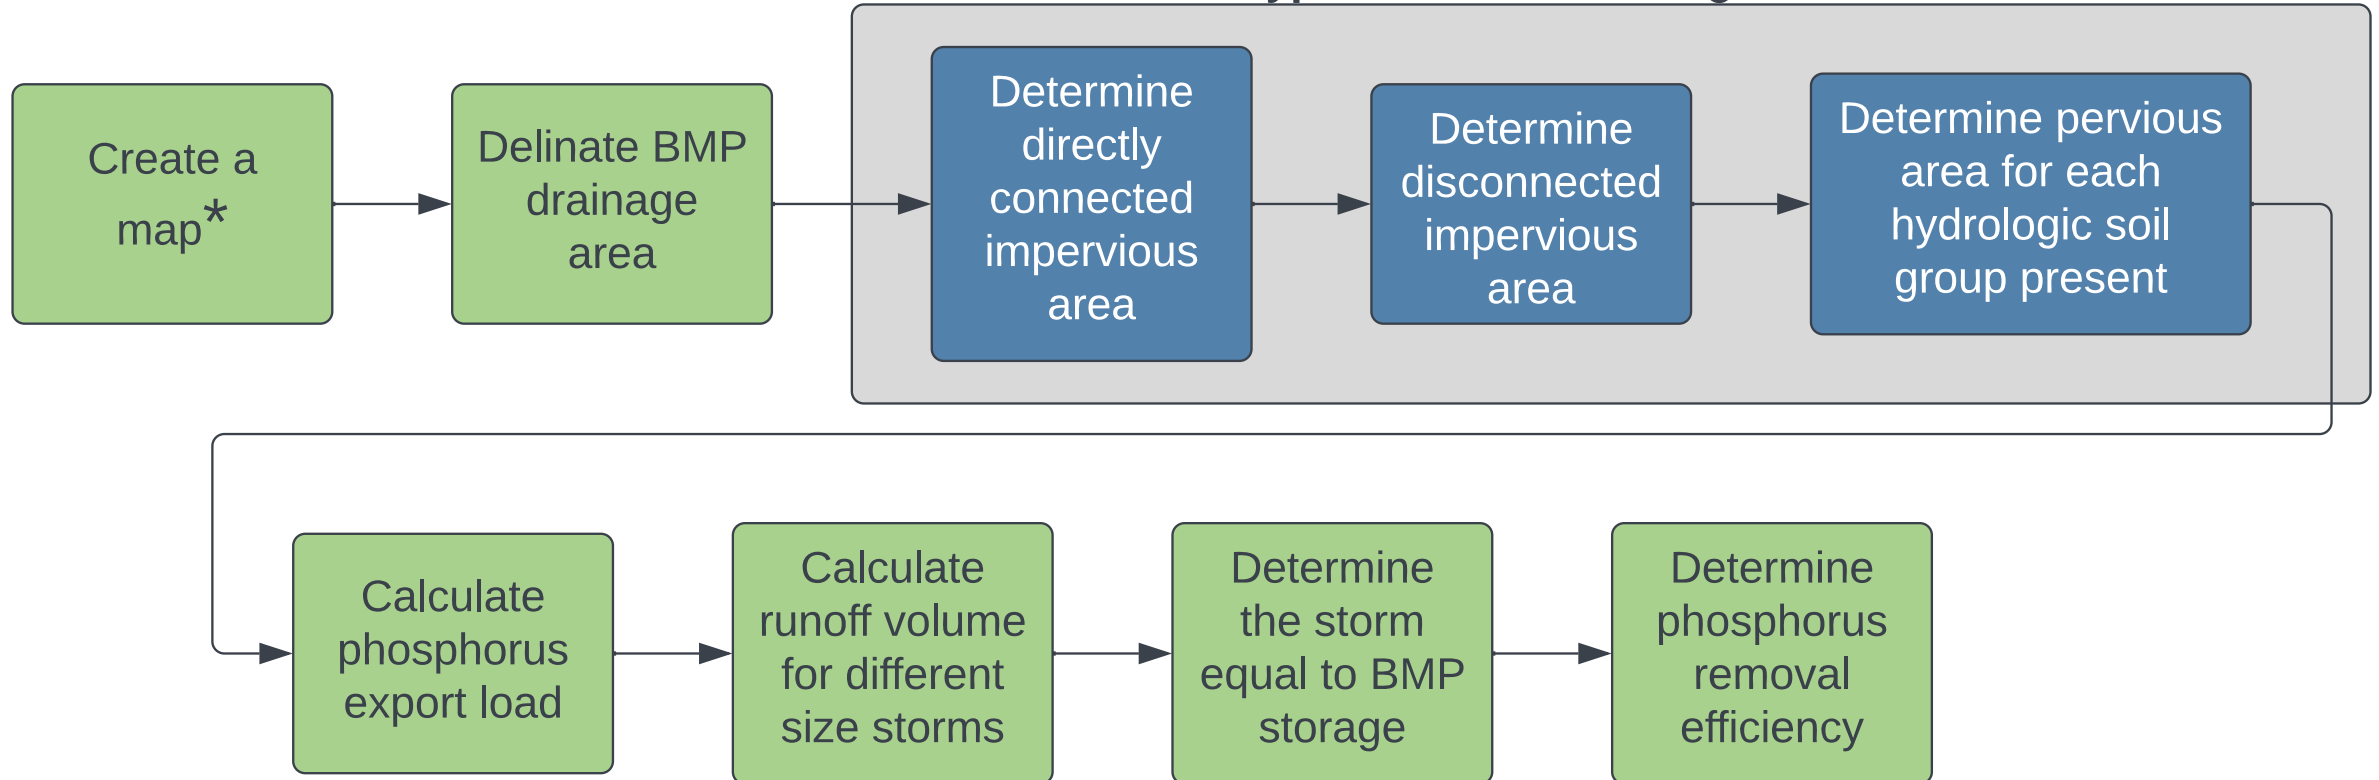 Create a
map*
Delinate BMP
drainage
area
Determine
directly
connected
impervious
area
Determine
disconnected
impervious
area
Determine pervious
area for each
hydrologic soil
group present
Calculate
phosphorus
export load
Calculate
runoff volume
for different
size storms
Determine
the storm
equal to BMP
storage
Determine
phosphorus
removal
efficiency